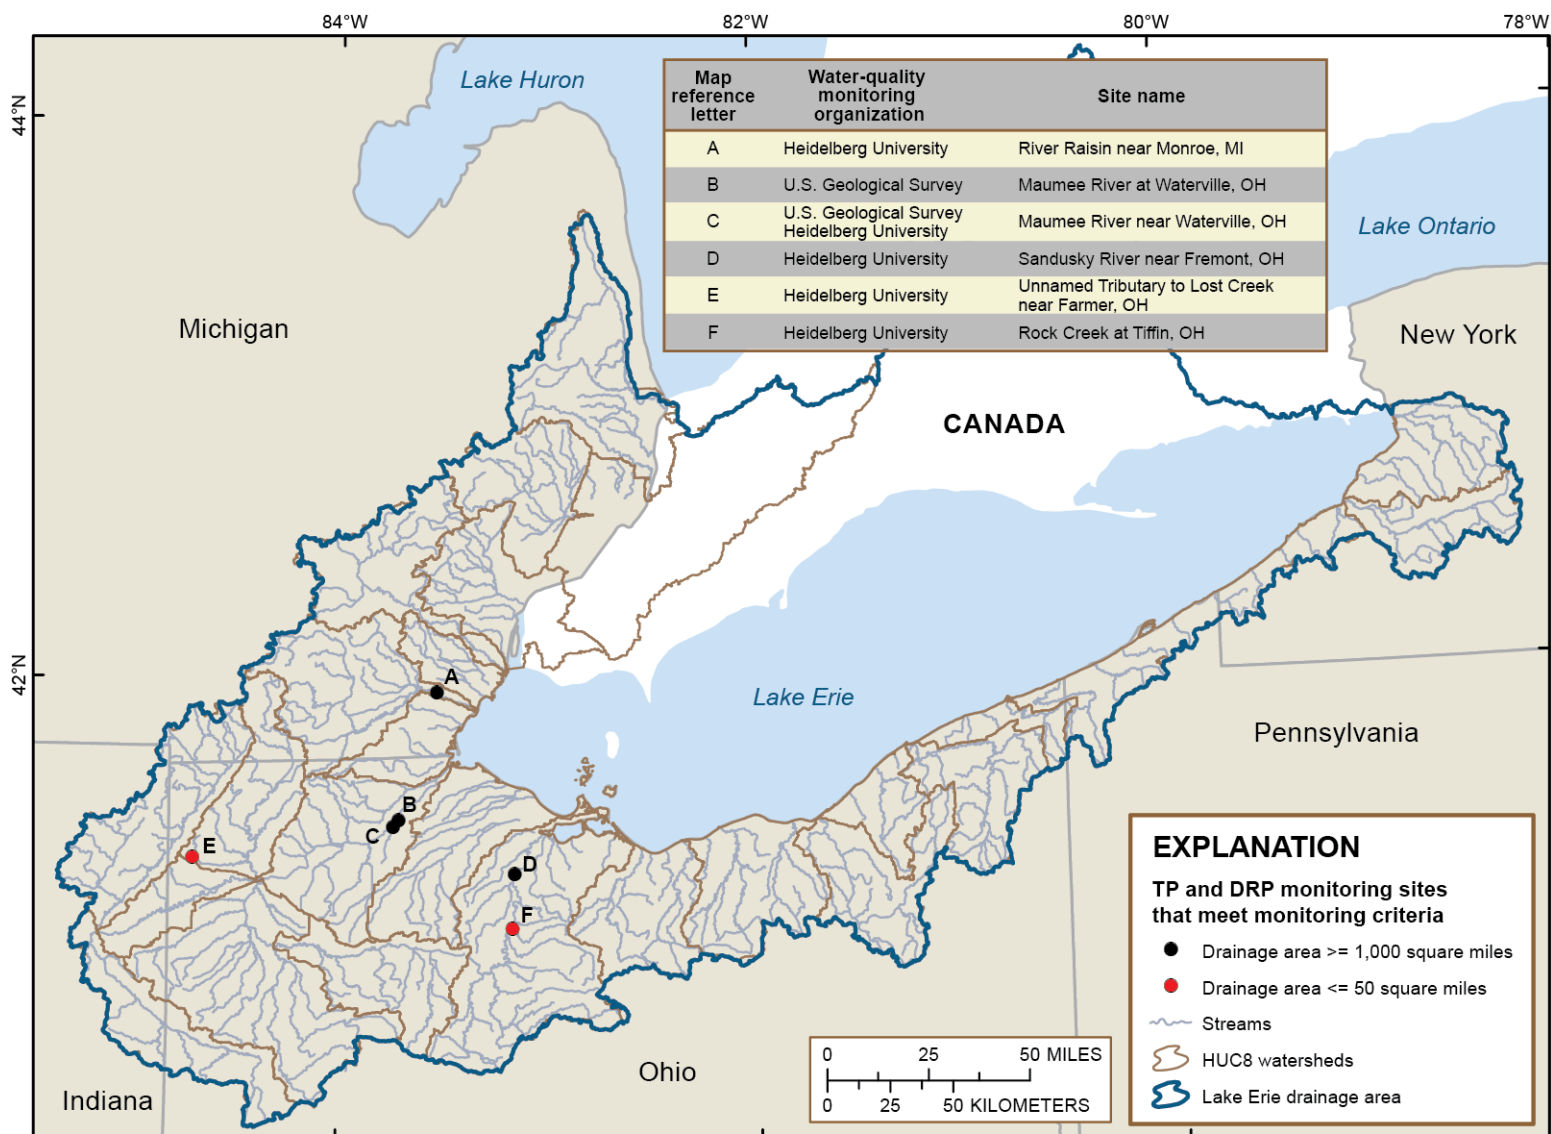 84°W
82°W
80°W
78°W
44°N
42°N
Lake Huron
Map reference letter
Water-quality monitoring organization
Site name
A Heidelberg University River Raisin near Monroe, MI
B U.S. Geological Survey Maumee River at Waterville, OH
C U.S. Geological Survey Heidelberg University Maumee River near Waterville, OH
D Heidelberg University Sandusky River near Fremont, OH
E Heidelberg University Unnamed Tributary to Lost Creek near Farmer, OH
F Heidelberg University Rock Creek at Tiffin, OH
Lake Ontario
Michigan
New York
CANADA
A
Lake Erie
Pennsylvania
B
C
E
D
F
Ohio
Indiana
EXPLANATION
TP and DRP monitoring sites
that meet monitoring criteria
Drainage area >= 1,000 square miles
Drainage area <= 50 square miles
Streams
HUC8 watersheds
Lake Erie drainage area
0 25 50 MILES
0 25 50 KILOMETERS